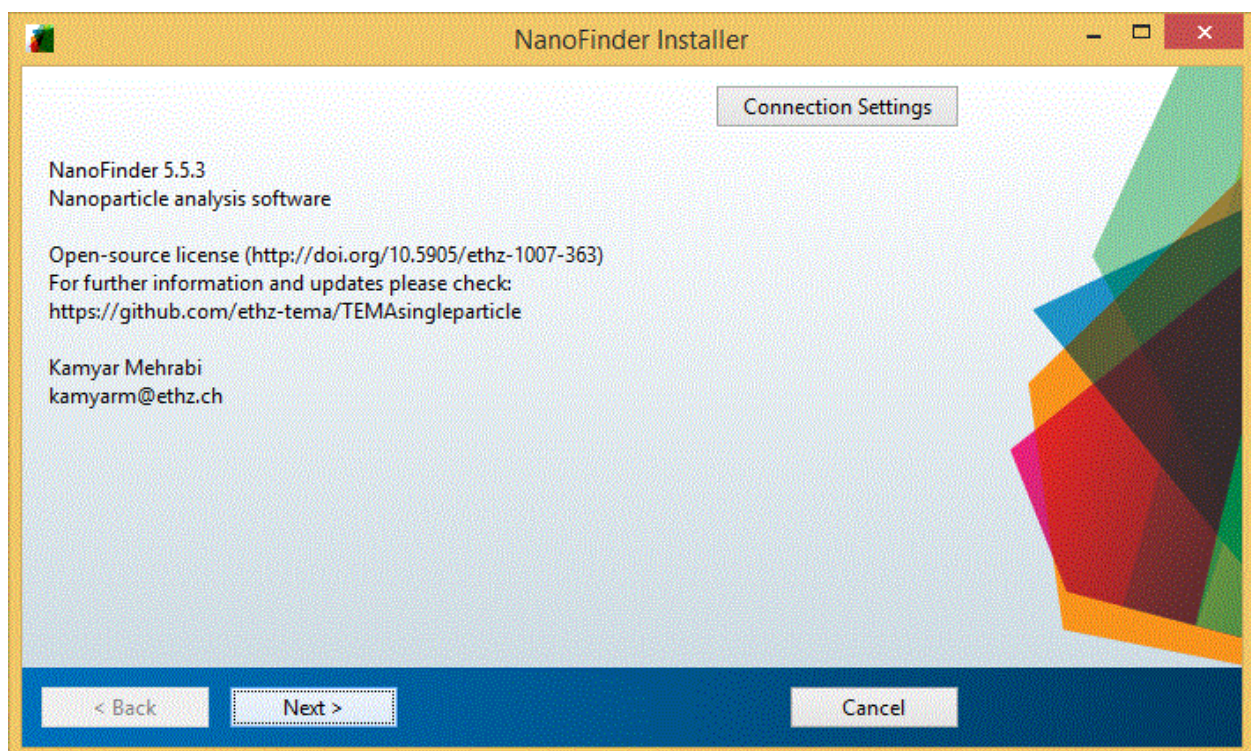 NanoFinder Installer
Connection Settings
NanoFinder 5.5.3
Nanoparticle analysis software
Open-source license (http://doi.org/10.5905/ethz-1007-363)
For further information and updates please check:
https://github.com/ethz-tema/TEMAsingleparticle
Kamyar Mehrabi
kamyarm@ethz.ch
< Back
Next >
Cancel